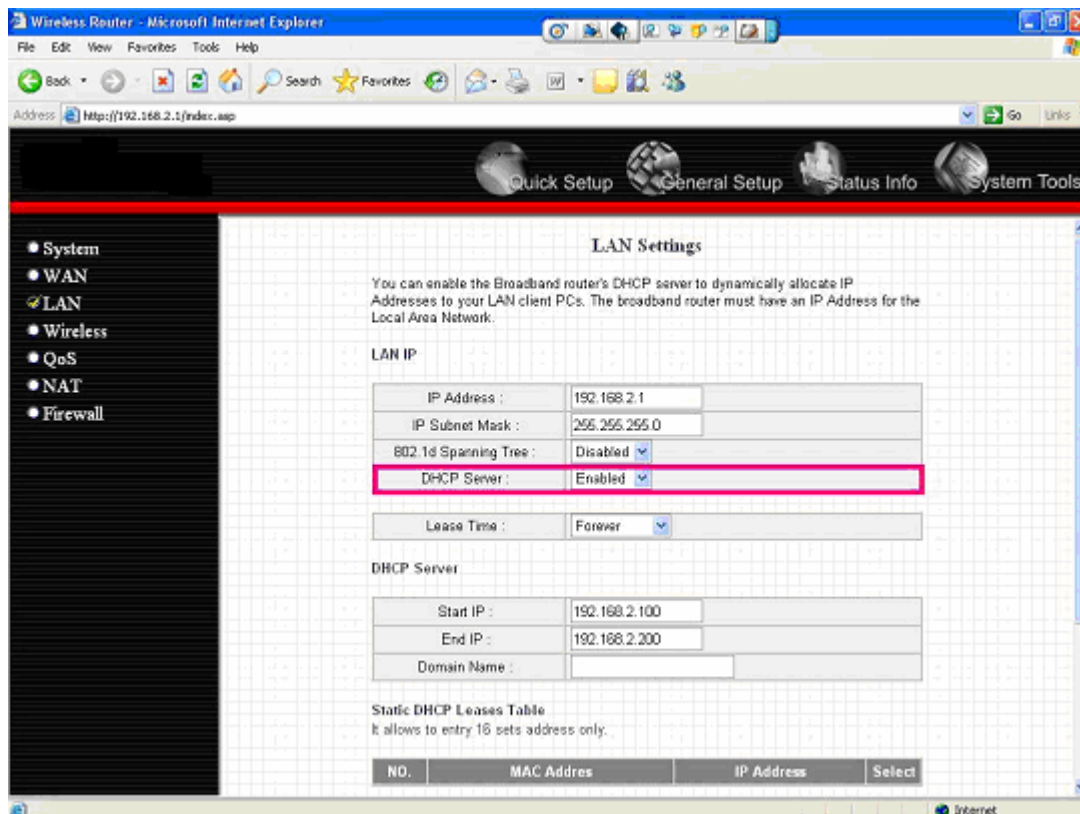 Wireless Router - Microsoft Internet Explorer
File Edit View Favorites Tools Help
Back Search Favorites
Address http://192.168.2.1/index.asp Go Links
Quick Setup General Setup Status Info System Tools
System
WAN
LAN
Wireless
QoS
NAT
Firewall
LAN Settings
You can enable the Broadband router's DHCP server to dynamically allocate IP
Addresses to your LAN client PCs. The broadband router must have an IP Address for the
Local Area Network.
LAN IP
IP Address : 192.168.2.1
IP Subnet Mask : 255.255.255.0
802.1d Spanning Tree : Disabled
DHCP Server : Enabled
Lease Time : Forever
DHCP Server
Start IP : 192.168.2.100
End IP : 192.168.2.200
Domain Name :
Static DHCP Leases Table
It allows to entry 16 sets address only.
NO. MAC Addres IP Address Select
Internet